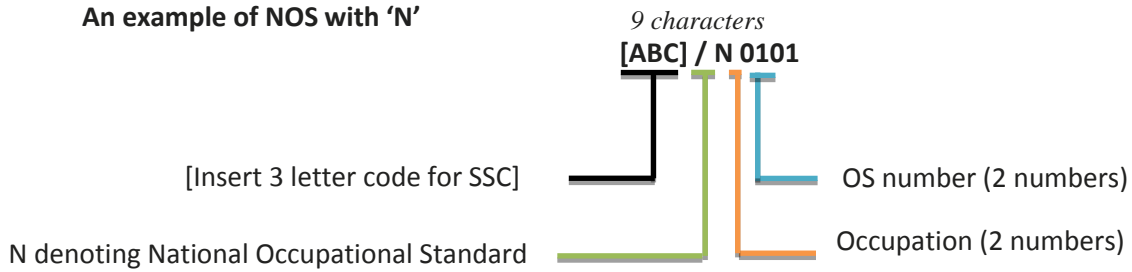 An example of NOS with ‘N’
9 characters
[ABC] / N 0101
[Insert 3 letter code for SSC]
OS number (2 numbers)
N denoting National Occupational Standard
Occupation (2 numbers)